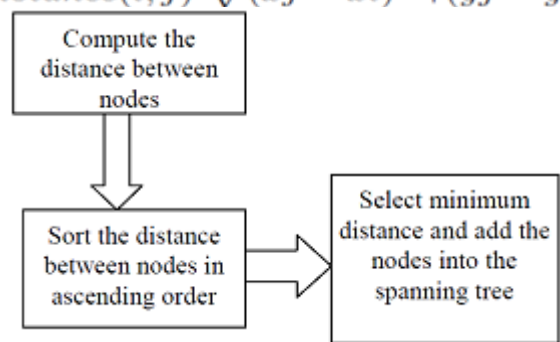 Compute the
distance between
nodes
Sort the distance
between nodes in
ascending order
Select minimum
distance and add the
nodes into the
spanning tree